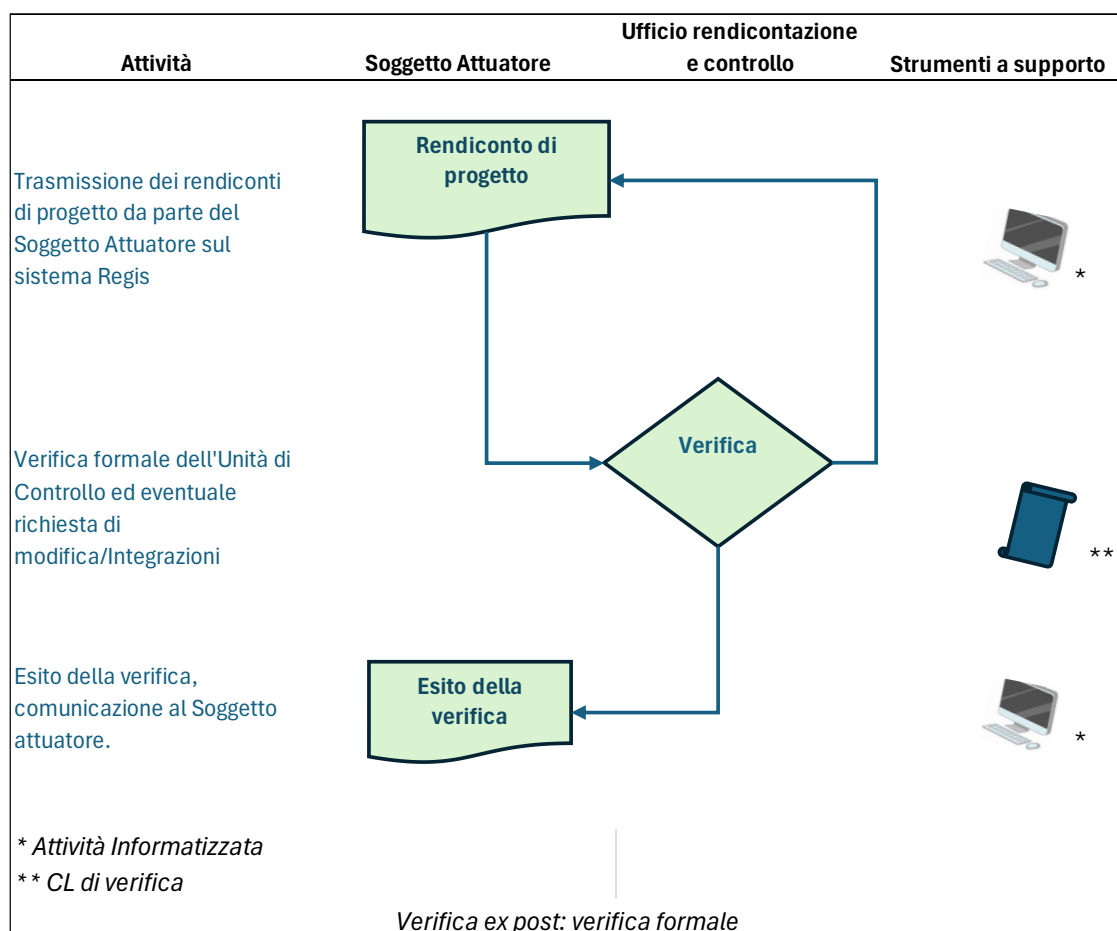 Attività
Soggetto Attuatore
Ufficio rendicontazione
e controllo
Strumenti a supporto
Trasmissione dei rendiconti
di progetto da parte del
Soggetto Attuatore sul
sistema Regis
Rendiconto di
progetto
*
Verifica formale dell'Unità di
Controllo ed eventuale
richiesta di
modifica/Integrazioni
Verifica
**
Esito della verifica,
comunicazione al Soggetto
attuatore.
Esito della
verifica
*
* Attività Informatizzata
** CL di verifica
Verifica ex post: verifica formale